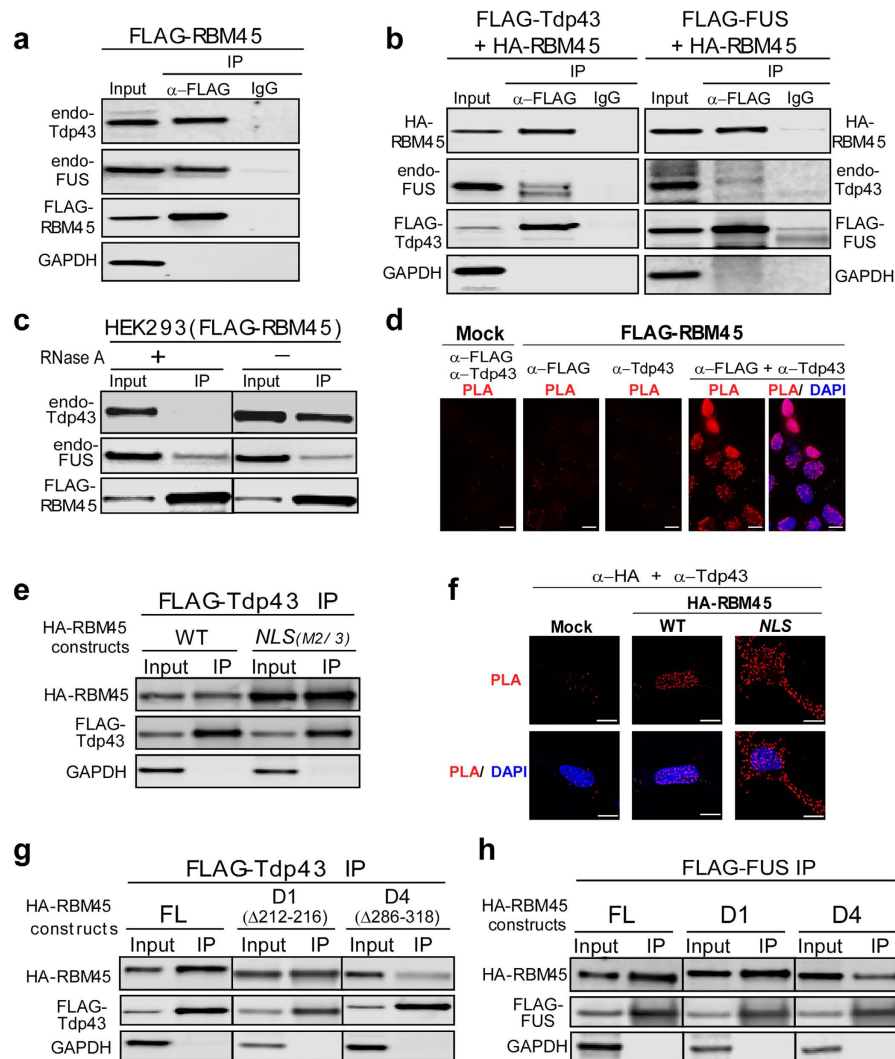 a
FLAG-RBM45
IP
Input α–FLAG IgG
endo-
Tdp43
endo-
FUS
FLAG-
RBM45
GAPDH
b
FLAG-Tdp43
+ HA-RBM45
FLAG-FUS
+ HA-RBM45
IP IP
Input α–FLAG IgG Input α–FLAG IgG
HA-
RBM45
endo-
FUS
FLAG-
Tdp43
GAPDH
HA-
RBM45
endo-
Tdp43
FLAG-
FUS
GAPDH
c
HEK293(FLAG-RBM45)
RNase A + –
Input IP Input IP
endo-
Tdp43
endo-
FUS
FLAG-
RBM45
d
Mock FLAG-RBM45
α–FLAG
α–Tdp43
α–FLAG α–Tdp43 α–FLAG + α–Tdp43
PLA PLA PLA PLA PLA/ DAPI
e
FLAG-Tdp43 IP
HA-RBM45
constructs
WT NLS(M2/3)
Input IP Input IP
HA-RBM45
FLAG-
Tdp43
GAPDH
f
α–HA + α–Tdp43
HA-RBM45
Mock WT NLS
PLA
PLA/ DAPI
g
FLAG-Tdp43 IP
HA-RBM45
constructs
FL D1 (Δ212-216) D4 (Δ286-318)
Input IP Input IP Input IP
HA-RBM45
FLAG-
Tdp43
GAPDH
h
FLAG-FUS IP
HA-RBM45
constructs
FL D1 D4
Input IP Input IP Input IP
HA-RBM45
FLAG-
FUS
GAPDH